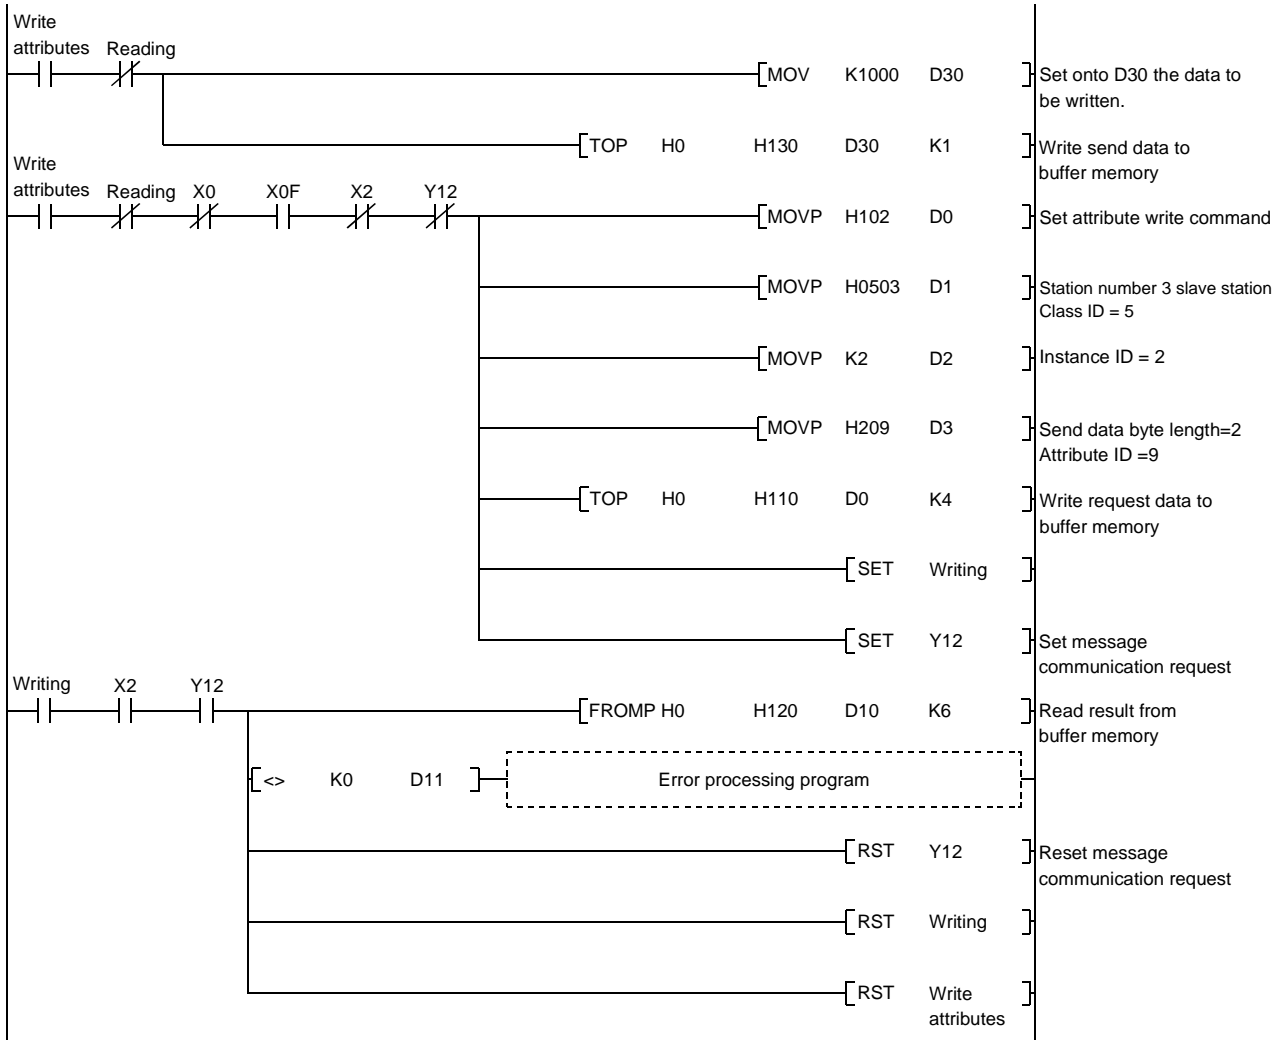 Write
attributes Reading
MOV K1000 D30 Set onto D30 the data to
be written.
TOP H0 H130 D30 K1 Write send data to
buffer memory
Write
attributes Reading X0 X0F X2 Y12
MOVP H102 D0 Set attribute write command
MOVP H0503 D1 Station number 3 slave station
Class ID = 5
MOVP K2 D2 Instance ID = 2
MOVP H209 D3 Send data byte length=2
Attribute ID =9
TOP H0 H110 D0 K4 Write request data to
buffer memory
SET Writing
SET Y12 Set message
communication request
Writing X2 Y12
FROMP H0 H120 D10 K6 Read result from
buffer memory
<> K0 D11 Error processing program
RST Y12 Reset message
communication request
RST Writing
RST Write
attributes